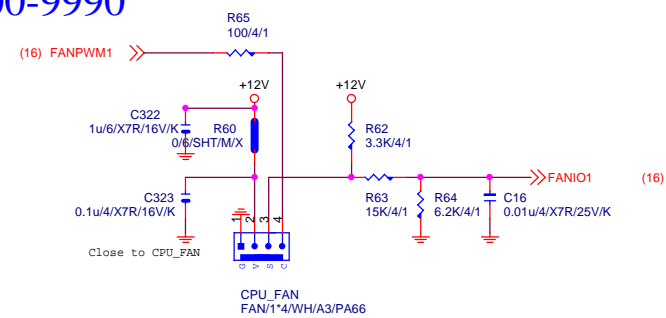 00-9990
R65
100/4/1
(16) FANPWM1
+12V
+12V
C322
1u/6/X7R/16V/K
R60
0/6/SHT/M/X
R62
3.3K/4/1
FANIO1
(16)
C323
0.1u/4/X7R/16V/K
R63
15K/4/1
R64
6.2K/4/1
C16
0.01u/4/X7R/25V/K
1
2
3
4
Close to CPU_FAN
G
V
S
C
CPU_FAN
FAN/1*4/WH/A3/PA66